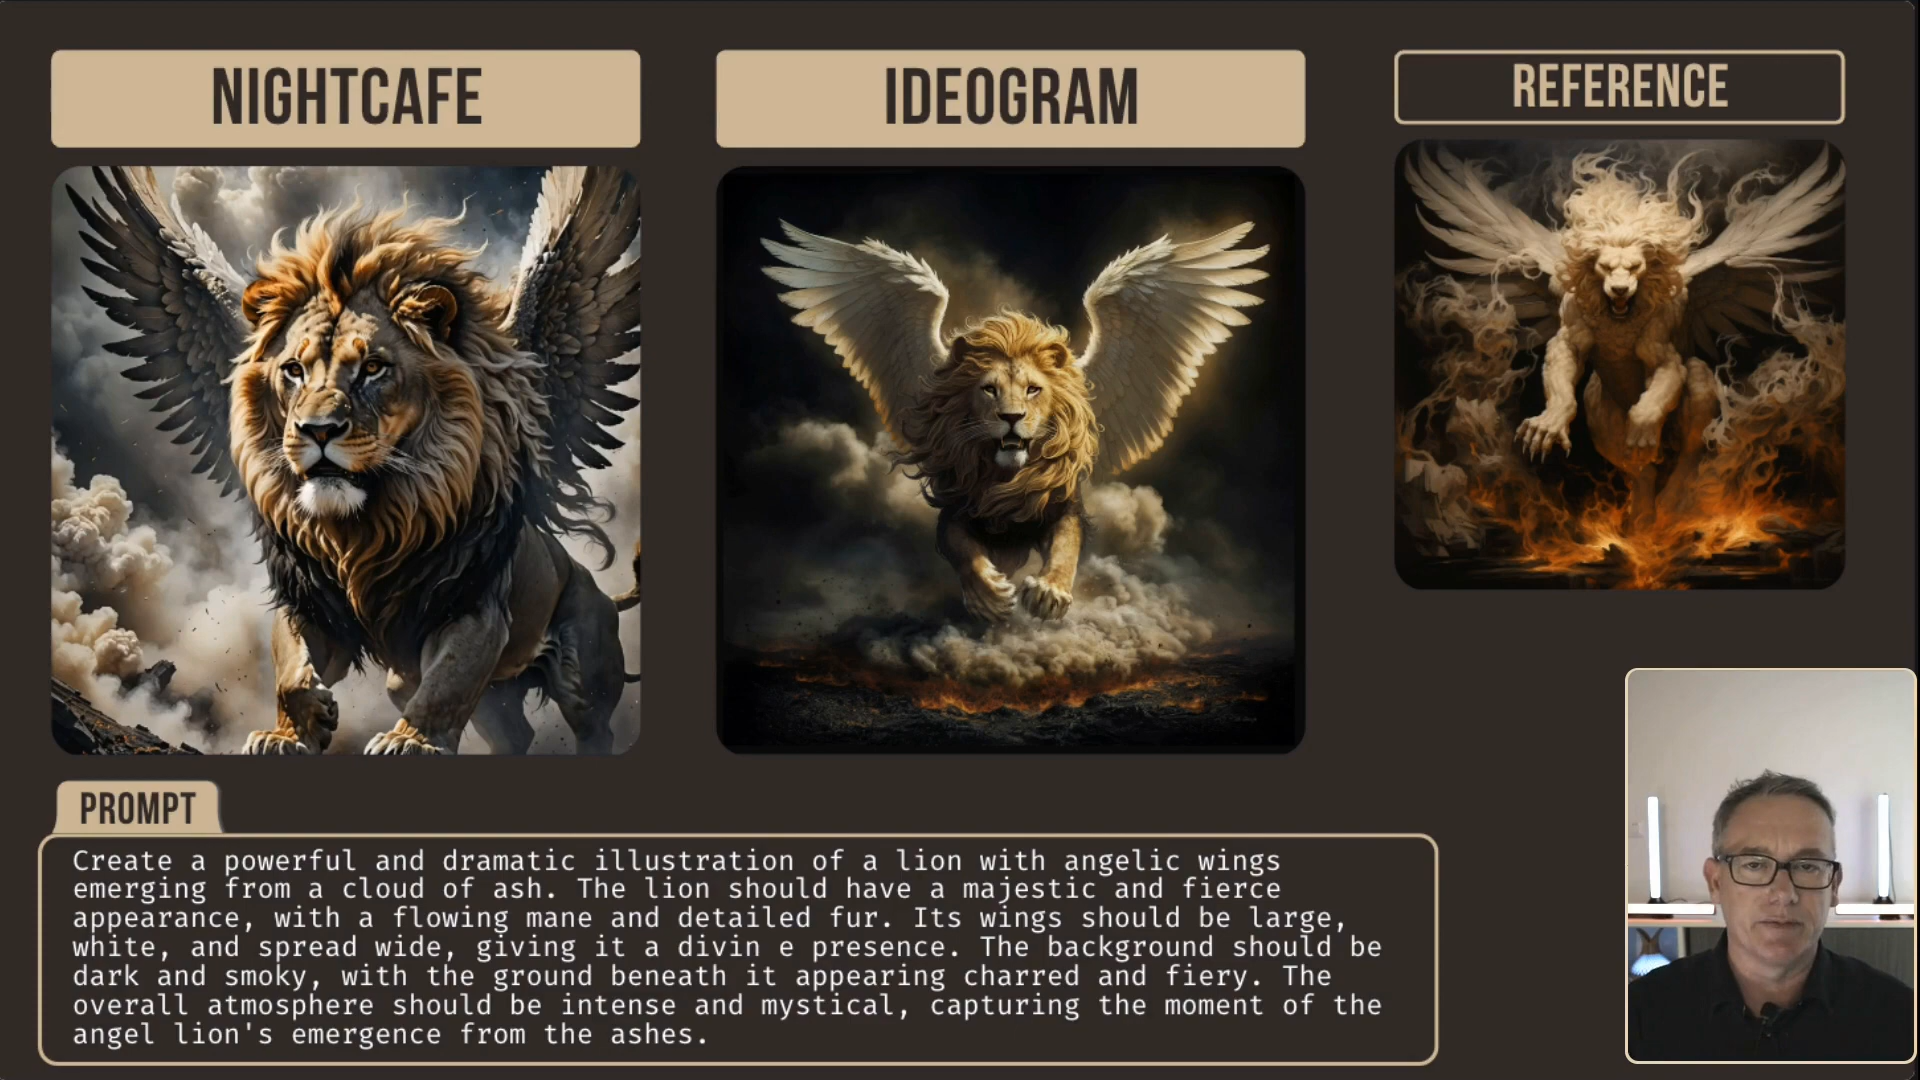 NIGHTCAFE
IDEOGRAM
REFERENCE
PROMPT
Create a powerful and dramatic illustration of a lion with angelic wings
emerging from a cloud of ash. The lion should have a majestic and fierce
appearance, with a flowing mane and detailed fur. Its wings should be large,
white, and spread wide, giving it a divin e presence. The background should be
dark and smoky, with the ground beneath it appearing charred and fiery. The
overall atmosphere should be intense and mystical, capturing the moment of the
angel lion's emergence from the ashes.